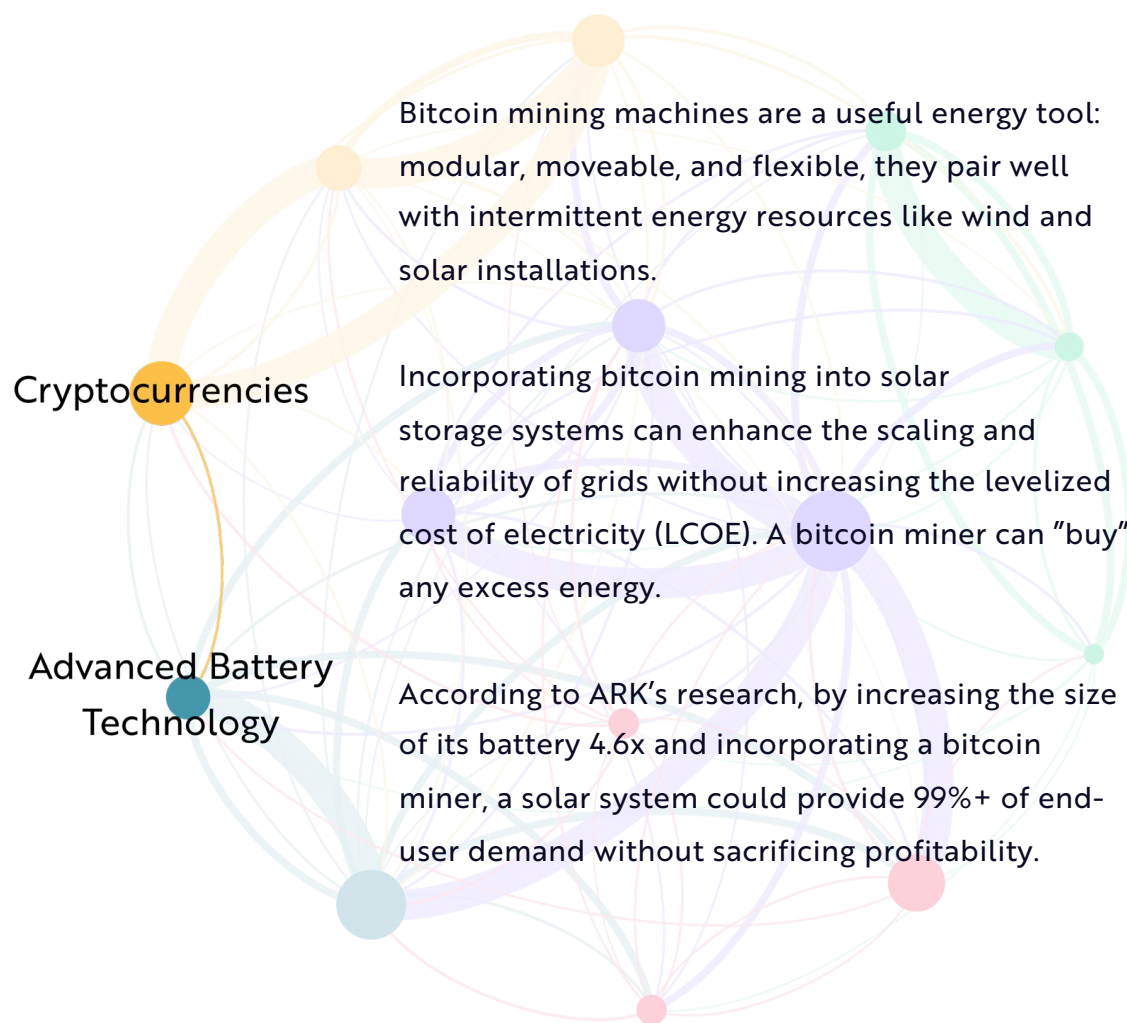 Bitcoin mining machines are a useful energy tool:
modular, moveable, and flexible, they pair well
with intermittent energy resources like wind and
solar installations.
Cryptocurrencies
Incorporating bitcoin mining into solar
storage systems can enhance the scaling and
reliability of grids without increasing the levelized
cost of electricity (LCOE). A bitcoin miner can "buy"
any excess energy.
Advanced Battery
Technology
According to ARK’s research, by increasing the size
of its battery 4.6x and incorporating a bitcoin
miner, a solar system could provide 99%+ of end-
user demand without sacrificing profitability.